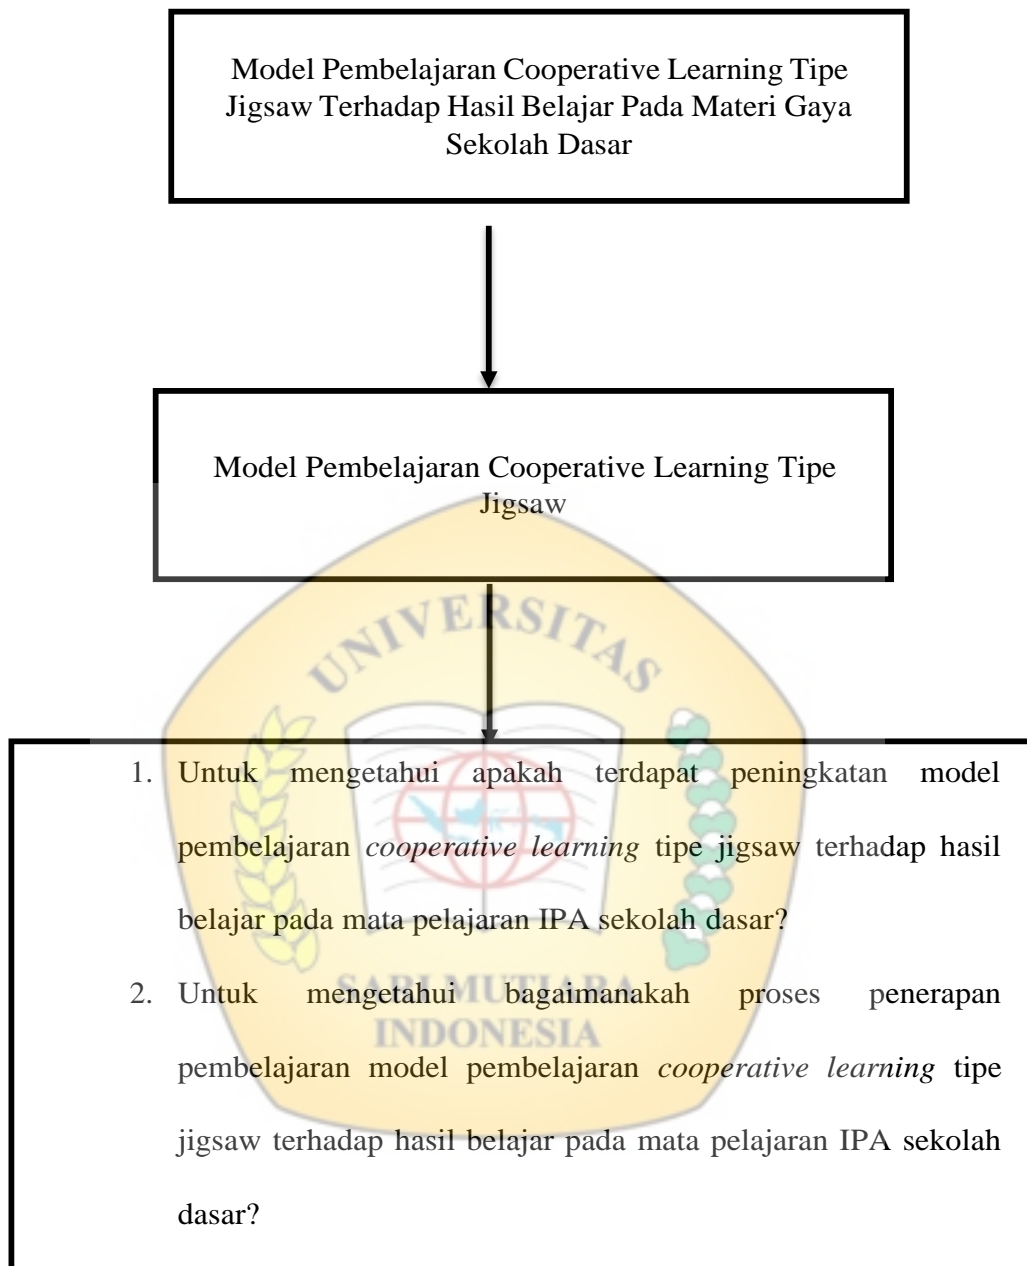 Model Pembelajaran Cooperative Learning Tipe
Jigsaw Terhadap Hasil Belajar Pada Materi Gaya
Sekolah Dasar
Model Pembelajaran Cooperative Learning Tipe
Jigsaw
UNIVERSITAS
1. Untuk mengetahui apakah terdapat peningkatan model
pembelajaran cooperative learning tipe jigsaw terhadap hasil
belajar pada mata pelajaran IPA sekolah dasar?
SARI MUTIARA
2. Untuk mengetahui bagaimanakah proses penerapan
INDONESIA
pembelajaran model pembelajaran cooperative learning tipe
jigsaw terhadap hasil belajar pada mata pelajaran IPA sekolah
dasar?